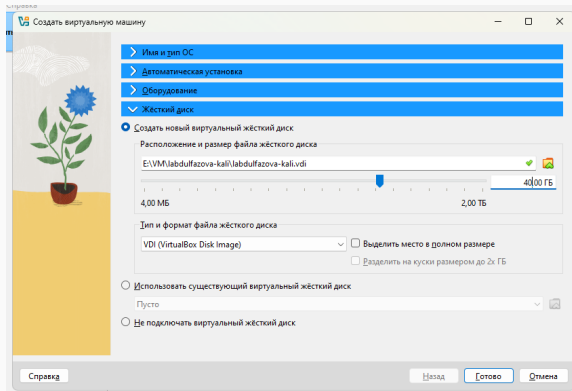 Справка
Создать виртуальную машину
Имя и тип ОС
Автоматическая установка
Оборудование
Жёсткий диск
Создать новый виртуальный жёсткий диск
Расположение и размер файла жёсткого диска
E:\VM\labdulfazova-kali\labdulfazova-kali.vdi
40,00 ГБ
4,00 МБ 2,00 ТБ
Тип и формат файла жёсткого диска
VDI (VirtualBox Disk Image) Выделить место в полном размере
Разделить на куски размером до 2х ГБ
Использовать существующий виртуальный жёсткий диск
Пусто
Не подключать виртуальный жёсткий диск
Справка Назад Готово Отмена